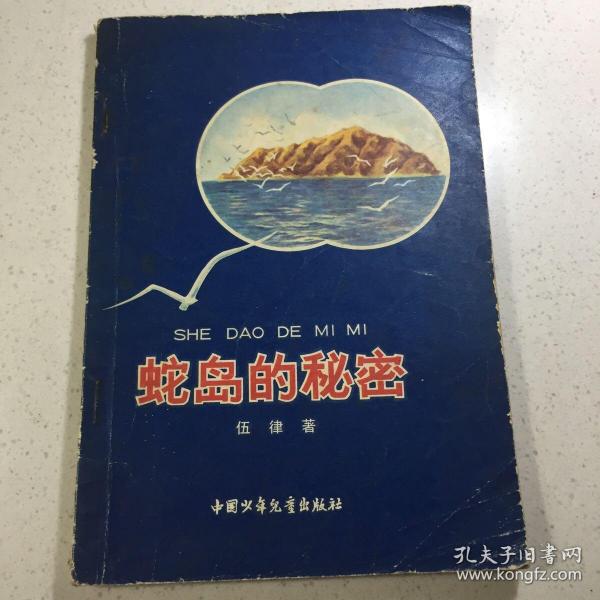 SHE DAO DE MI MI
蛇岛的秘密
伍律著
中国少年儿童出版社
孔夫子旧书网
www.kongfz.com